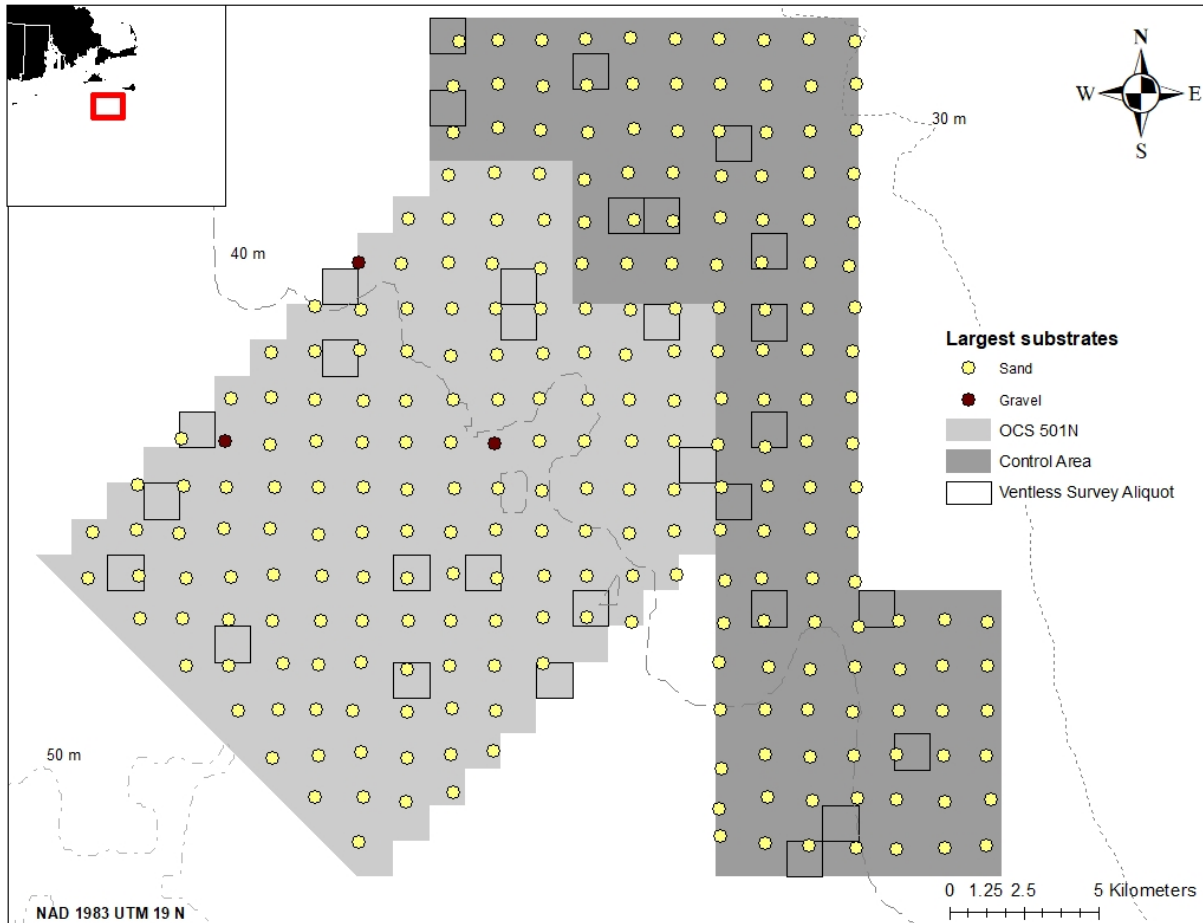 N
W E
S
30 m
40 m
Largest substrates
Sand
Gravel
OCS 501N
Control Area
Ventless Survey Aliquot
50 m
0 1.25 2.5 5 Kilometers
NAD 1983 UTM 19 N